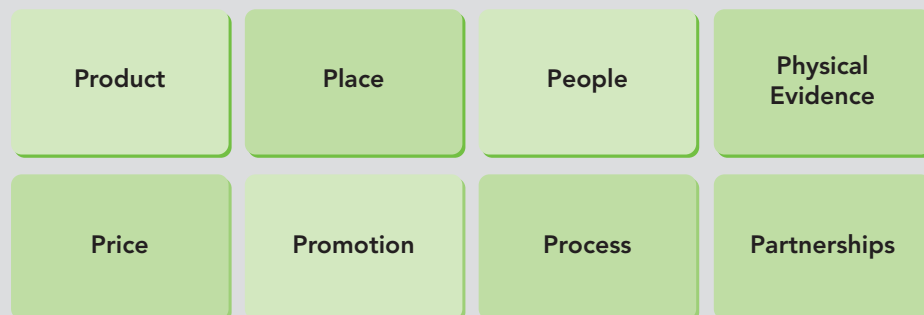 Product
Place
People
Physical
Evidence
Price
Promotion
Process
Partnerships